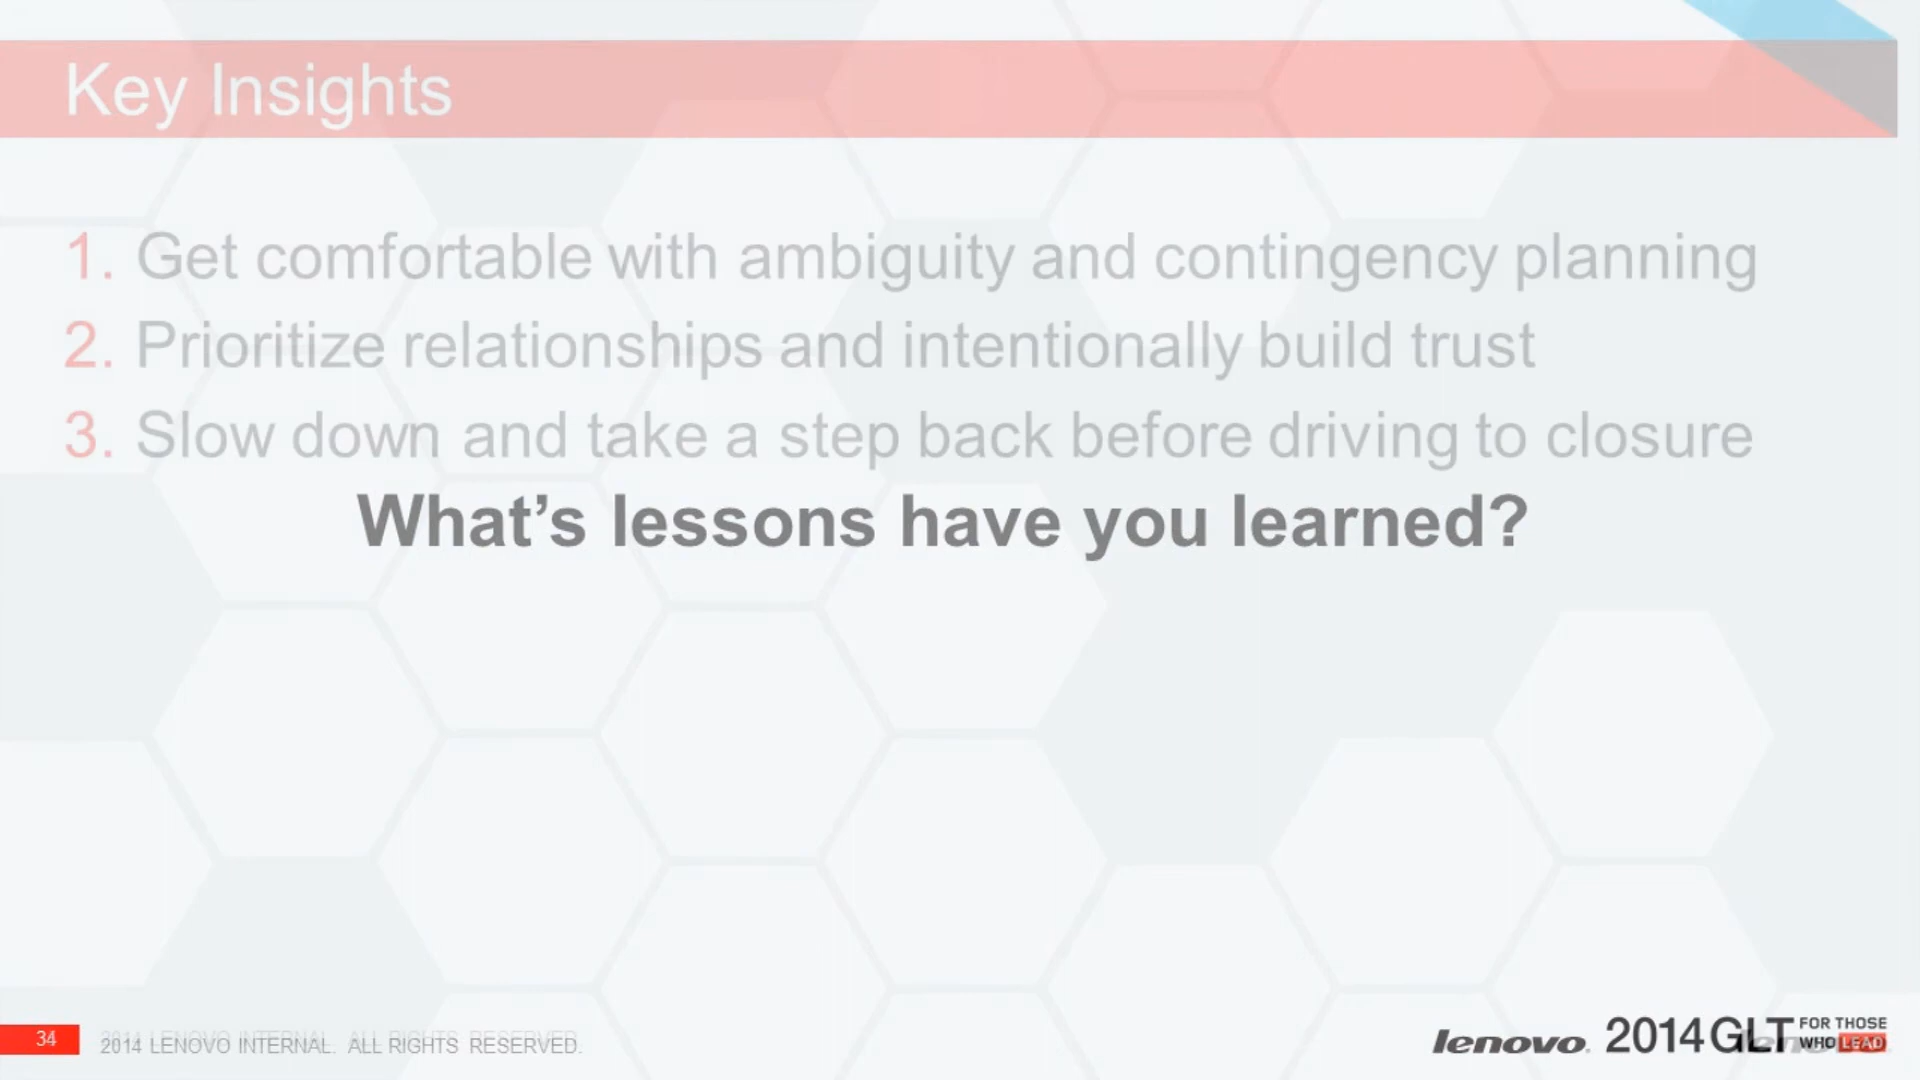 Key Insights
1. Get comfortable with ambiguity and contingency planning
2. Prioritize relationships and intentionally build trust
3. Slow down and take a step back before driving to closure
What’s lessons have you learned?
34
2014 LENOVO INTERNAL. ALL RIGHTS RESERVED.
lenovo
2014 GLT
FOR THOSE
WHO LEAD